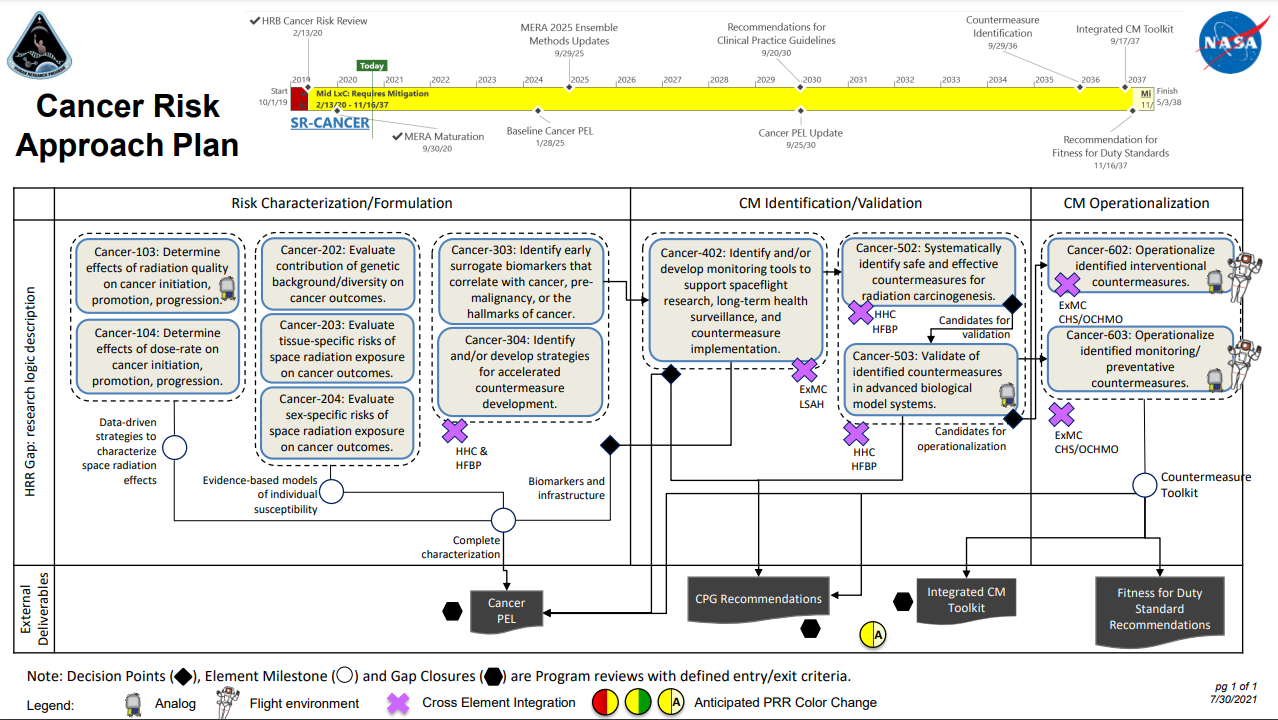 Cancer Risk
Approach Plan
HUMAN RESEARCH PROGRAM
NASA
✔HRB Cancer Risk Review
2/13/20
MERA 2025 Ensemble
Methods Updates
9/29/25
Recommendations for
Clinical Practice Guidelines
9/20/30
Countermeasure
Identification
9/29/36
Integrated CM Toolkit
9/17/37
Today
2019 2020 2021 2022 2023 2024 2025 2026 2027 2028 2029 2030 2031 2032 2033 2034 2035 2036 2037
Start
10/1/19
Mid LxC: Requires Mitigation
2/13/20 - 11/16/37
Mi
11/
Finish
5/3/38
SR-CANCER
✔MERA Maturation
9/30/20
Baseline Cancer PEL
1/28/25
Cancer PEL Update
9/25/30
Recommendation for
Fitness for Duty Standards
11/16/37
Risk Characterization/Formulation
CM Identification/Validation
CM Operationalization
HRR Gap: research logic description
Cancer-103: Determine
effects of radiation quality
on cancer initiation,
promotion, progression.
Cancer-104: Determine
effects of dose-rate on
cancer initiation,
promotion, progression.
Data-driven
strategies to
characterize
space radiation
effects
Cancer-202: Evaluate
contribution of genetic
background/diversity on
cancer outcomes.
Cancer-203: Evaluate
tissue-specific risks of
space radiation exposure
on cancer outcomes.
Cancer-204: Evaluate
sex-specific risks of
space radiation exposure
on cancer outcomes.
Evidence-based models
of individual
susceptibility
Cancer-303: Identify early
surrogate biomarkers that
correlate with cancer, pre-
malignancy, or the
hallmarks of cancer.
Cancer-304: Identify
and/or develop strategies
for accelerated
countermeasure
development.
HHC &
HFBP
Biomarkers and
infrastructure
Complete
characterization
Cancer-402: Identify and/or
develop monitoring tools to
support spaceflight
research, long-term health
surveillance, and
countermeasure
implementation.
ExMC
LSAH
Cancer-502: Systematically
identify safe and effective
countermeasures for
radiation carcinogenesis.
HHC
HFBP
Candidates for
validation
Cancer-503: Validate of
identified countermeasures
in advanced biological
model systems.
HHC
HFBP
Candidates for
operationalization
Cancer-602: Operationalize
identified interventional
countermeasures.
ExMC
CHS/OCHMO
Cancer-603: Operationalize
identified monitoring/
preventative
countermeasures.
ExMC
CHS/OCHMO
Countermeasure
Toolkit
External
Deliverables
Cancer
PEL
CPG Recommendations
A
Integrated CM
Toolkit
Fitness for Duty
Standard
Recommendations
Note: Decision Points (◆), Element Milestone (○) and Gap Closures (⬢) are Program reviews with defined entry/exit criteria.
Legend:
Analog
Flight environment
Cross Element Integration
A
Anticipated PRR Color Change
pg 1 of 1
7/30/2021